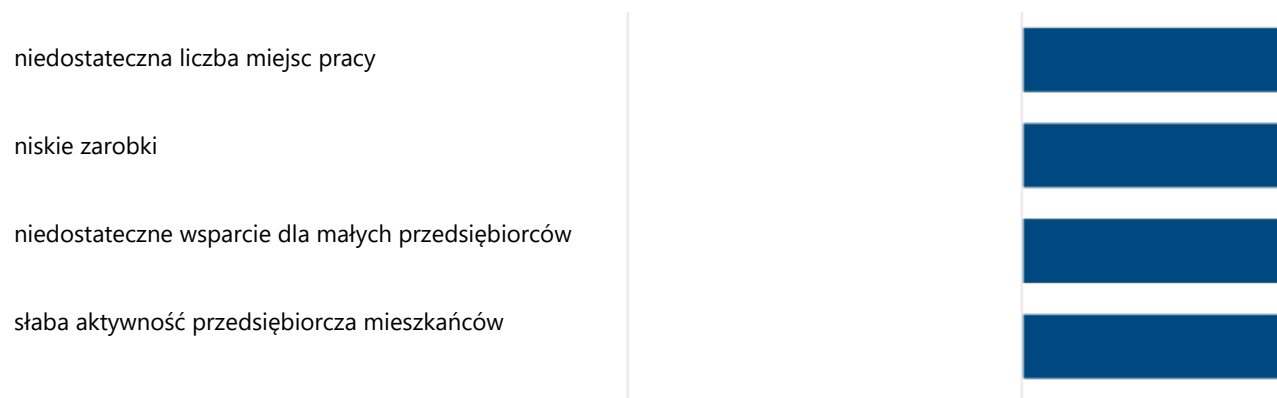 niedostateczna liczba miejsc pracy
niskie zarobki
niedostateczne wsparcie dla małych przedsiębiorców
słaba aktywność przedsiębiorcza mieszkańców